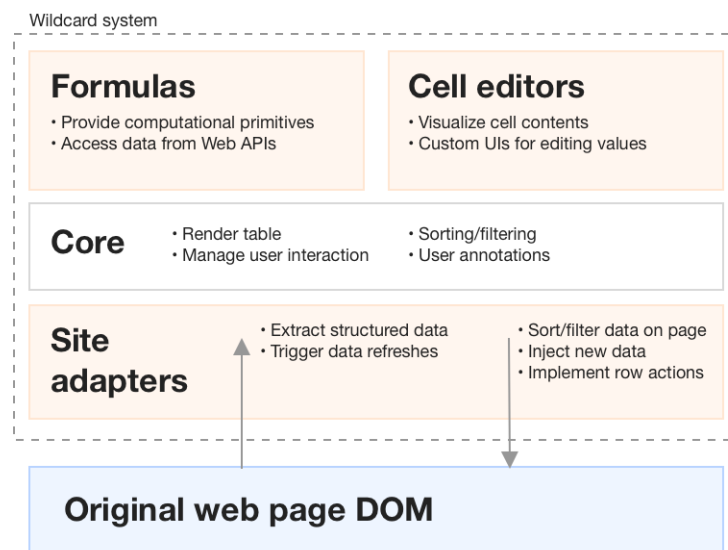 Wildcard system
Formulas
• Provide computational primitives
• Access data from Web APIs
Cell editors
• Visualize cell contents
• Custom UIs for editing values
Core
• Render table
• Manage user interaction
• Sorting/filtering
• User annotations
Site
adapters
• Extract structured data
• Trigger data refreshes
• Sort/filter data on page
• Inject new data
• Implement row actions
Original web page DOM